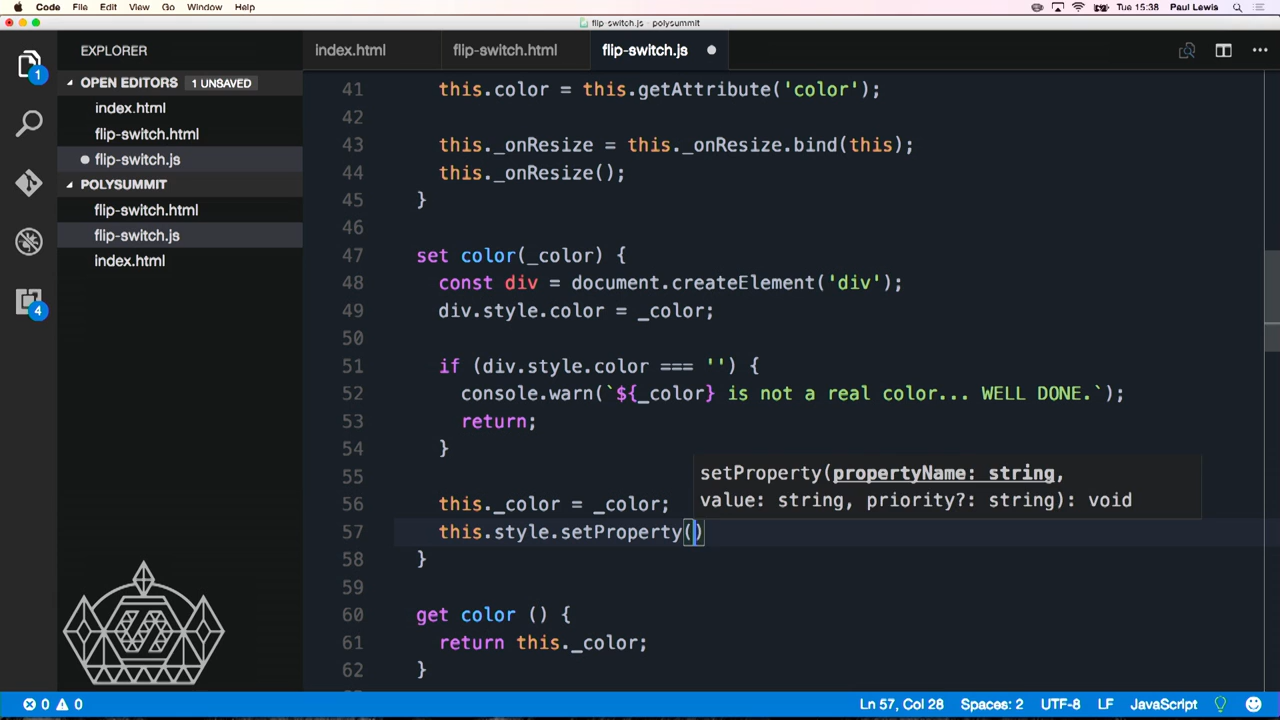 Code File Edit View Go Window Help Tue 15:38 Paul Lewis
flip-switch.js — polysummit
EXPLORER
index.html
flip-switch.html
flip-switch.js
OPEN EDITORS 1 UNSAVED
index.html
flip-switch.html
flip-switch.js
POLYSUMMIT
flip-switch.html
flip-switch.js
index.html
1
4
41 this.color = this.getAttribute('color');
42
43 this._onResize = this._onResize.bind(this);
44 this._onResize();
45 }
46
47 set color(_color) {
48 const div = document.createElement('div');
49 div.style.color = _color;
50
51 if (div.style.color === '') {
52 console.warn(`${_color} is not a real color... WELL DONE.`);
53 return;
54 }
55
setProperty(propertyName: string,
value: string, priority?: string): void
56 this._color = _color;
57 this.style.setProperty()
58 }
59
60 get color () {
61 return this._color;
62 }
0 0 Ln 57, Col 28 Spaces: 2 UTF-8 LF JavaScript